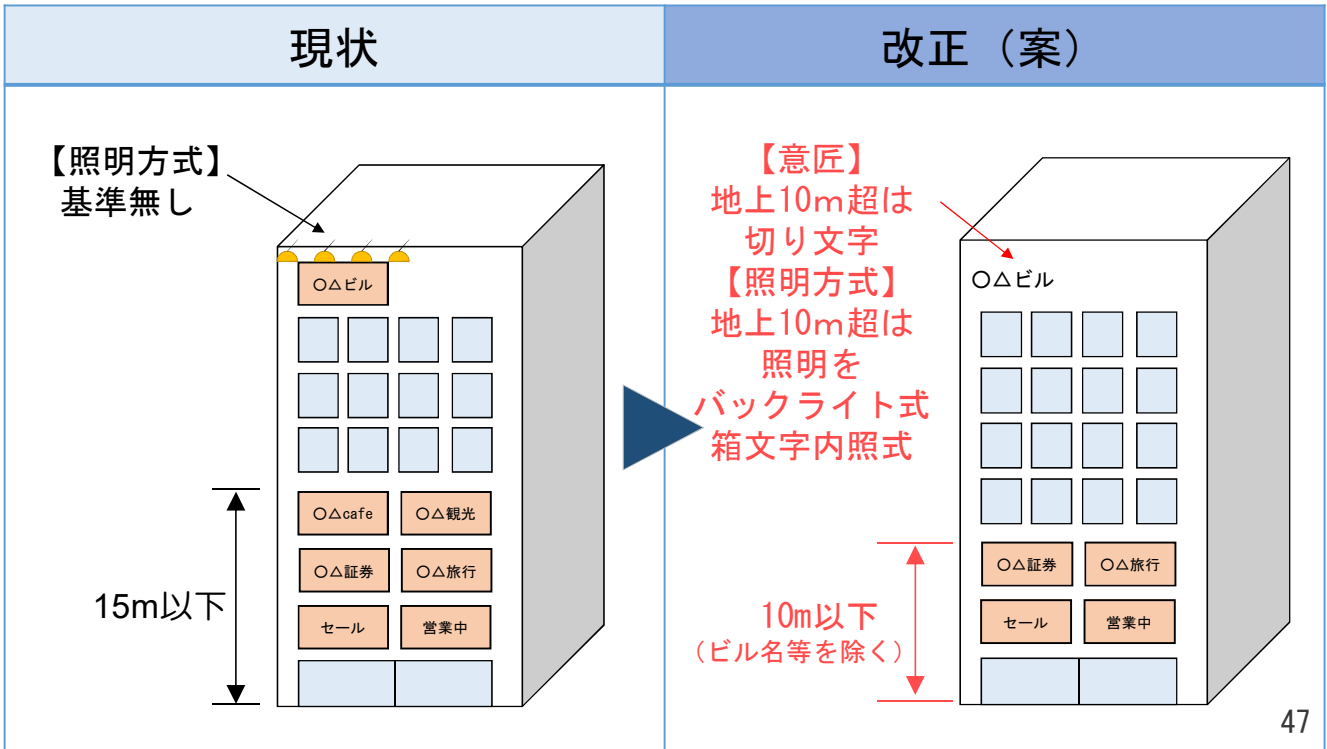 現状
改正（案）
【照明方式】
基準無し
〇△ビル
〇△cafe
〇△観光
〇△証券
〇△旅行
セール
営業中
15m以下
【意匠】
地上10ｍ超は
切り文字
【照明方式】
地上10ｍ超は
照明を
バックライト式
箱文字内照式
〇△ビル
〇△証券
〇△旅行
セール
営業中
10m以下
（ビル名等を除く）
47